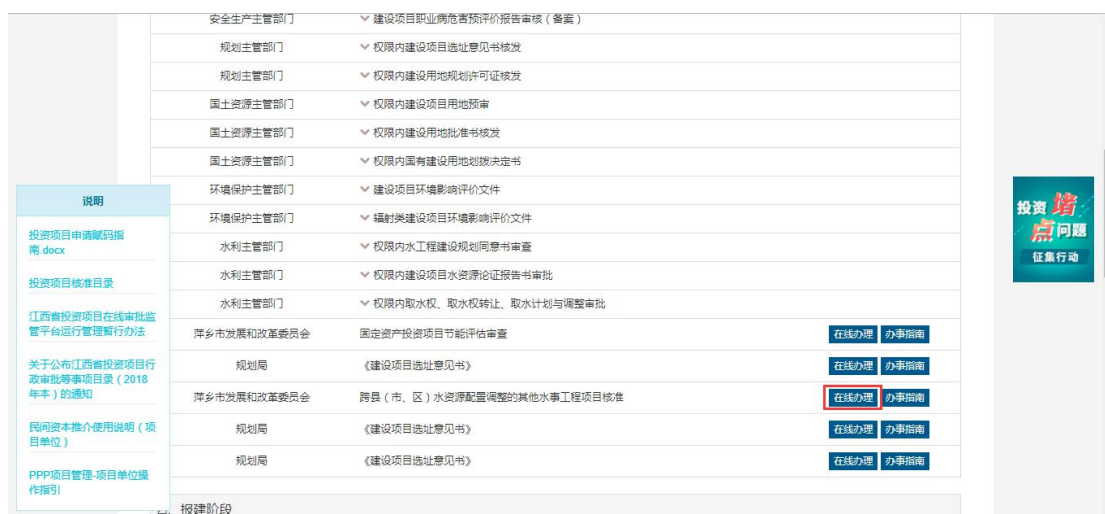 安全生产主管部门 建设项目职业病危害预评价报告审核（备案）
规划主管部门 权限内建设项目选址意见书核发
规划主管部门 权限内建设用地规划许可证核发
国土资源主管部门 权限内建设项目用地预审
国土资源主管部门 权限内建设用地批准书核发
国土资源主管部门 权限内国有建设用地划拨决定书
环境保护主管部门 建设项目环境影响评价文件
环境保护主管部门 辐射类建设项目环境影响评价文件
水利主管部门 权限内水工程建设规划同意书审查
水利主管部门 权限内建设项目水资源论证报告书审批
水利主管部门 权限内取水权、取水权转让、取水计划与调整审批
萍乡市发展和改革委员会 固定资产投资项目节能评估审查 在线办理 办事指南
规划局 《建设项目选址意见书》 在线办理 办事指南
萍乡市发展和改革委员会 跨县（市、区）水资源配置调整的其他水事工程项目核准 在线办理 办事指南
规划局 《建设项目选址意见书》 在线办理 办事指南
规划局 《建设项目选址意见书》 在线办理 办事指南
报建阶段
说明
投资项目申请赋码指
南.docx
投资项目核准目录
江西省投资项目在线审批监
管平台运行管理暂行办法
关于公布江西省投资项目行
政审批等事项目录（2018
年本）的通知
民间资本推介使用说明（项
目单位）
PPP项目管理-项目单位操
作指引
投资堵
点问题
征集行动